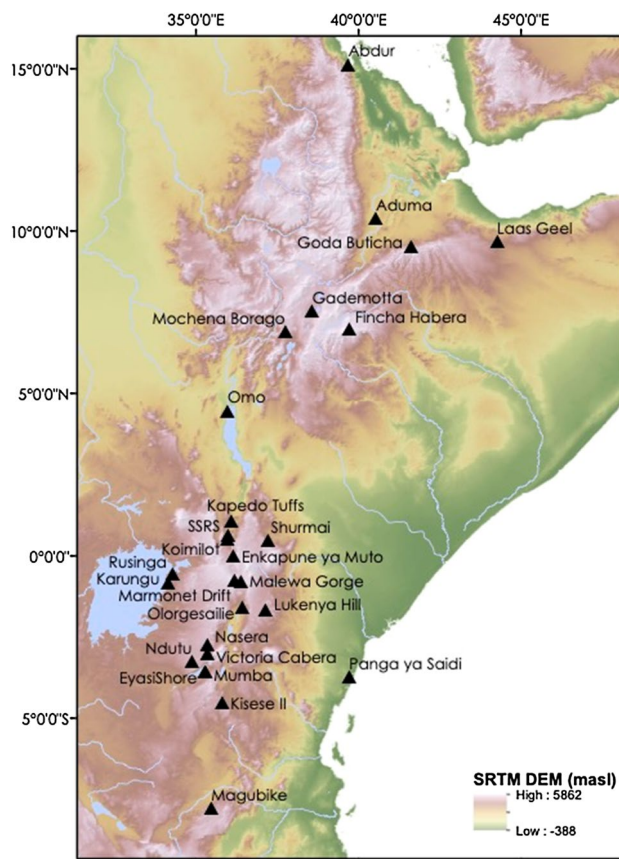 35°0'0"E 40°0'0"E 45°0'0"E
15°0'0"N
Abdur
Aduma
10°0'0"N
Goda Buticha
Laas Geel
Gademotta
Mochena Borago
Fincha Habera
5°0'0"N
Omo
Kapedo Tuffs
SSRS
Shurmai
Koimilot
0°0'0"N
Enkapune ya Muto
Rusinga
Karungu
Malewa Gorge
Marmonet Drift
Lukenya Hill
Olorgesailie
Nasera
Ndutu
Victoria Cabera
Panga ya Saidi
EyasiShore
Mumba
Kisese II
5°0'0"S
SRTM DEM (masl)
High : 5862
Low : -388
Magubike